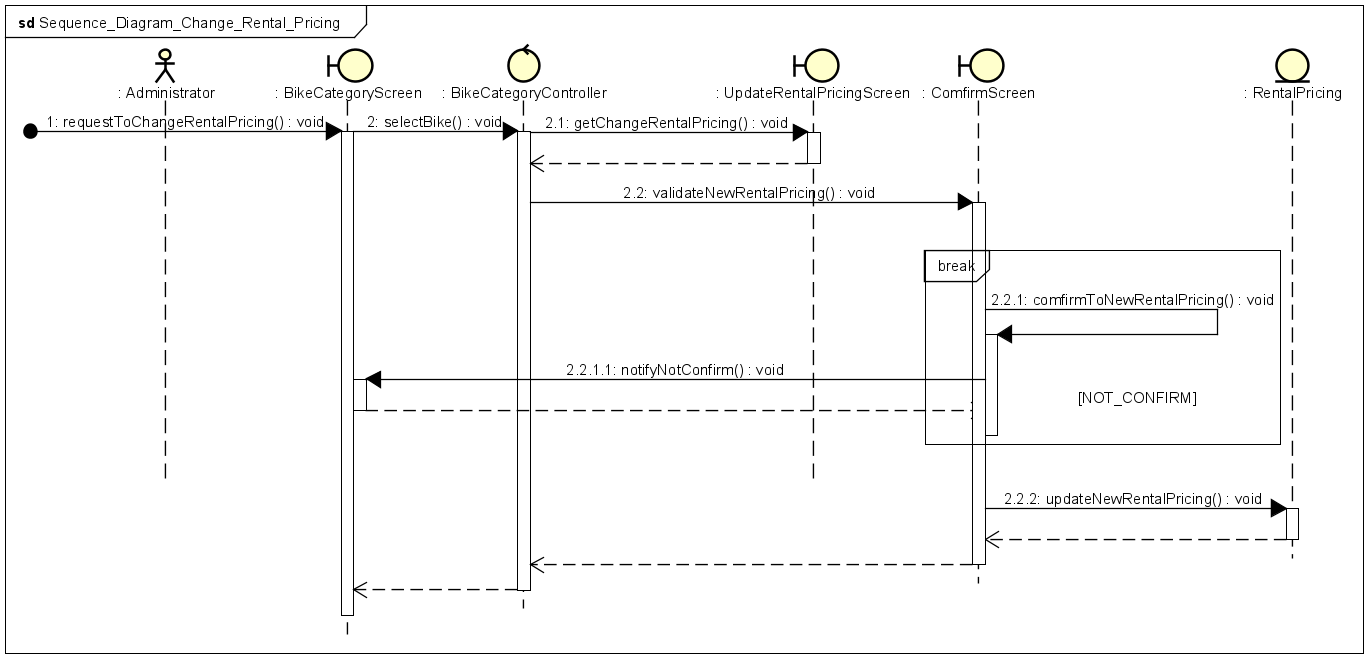 sd Sequence_Diagram_Change_Rental_Pricing
: Administrator
: BikeCategoryScreen
: BikeCategoryController
: UpdateRentalPricingScreen
: ComfirmScreen
: RentalPricing
1: requestToChangeRentalPricing() : void
2: selectBike() : void
2.1: getChangeRentalPricing() : void
2.2: validateNewRentalPricing() : void
break
2.2.1: comfirmToNewRentalPricing() : void
2.2.1.1: notifyNotConfirm() : void
[NOT_CONFIRM]
2.2.2: updateNewRentalPricing() : void